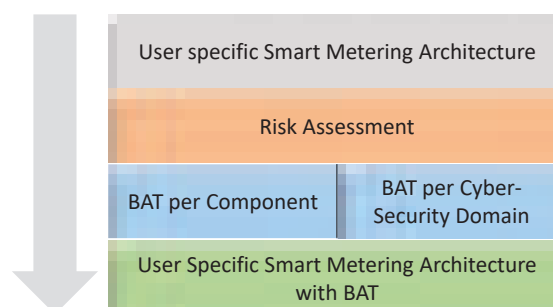 User specific Smart Metering Architecture
Risk Assessment
BAT per Component
BAT per Cyber-
Security Domain
User Specific Smart Metering Architecture
with BAT